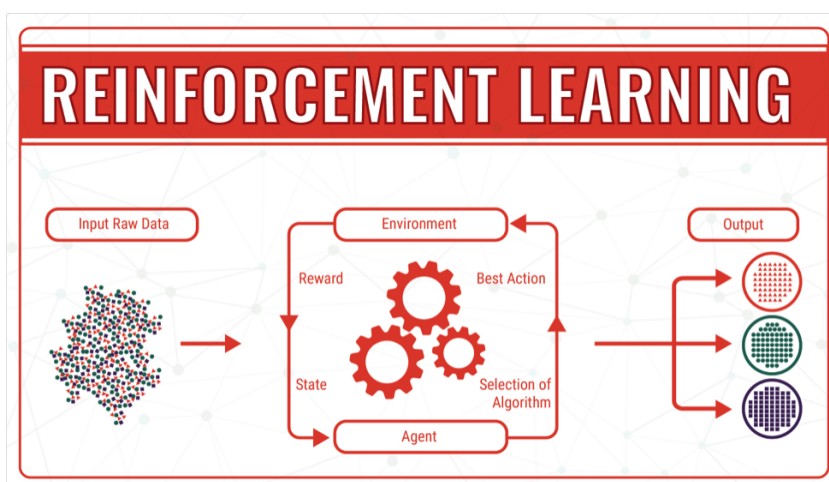 REINFORCEMENT LEARNING
Input Raw Data
Environment
Output
Reward
Best Action
State
Selection of
Algorithm
Agent